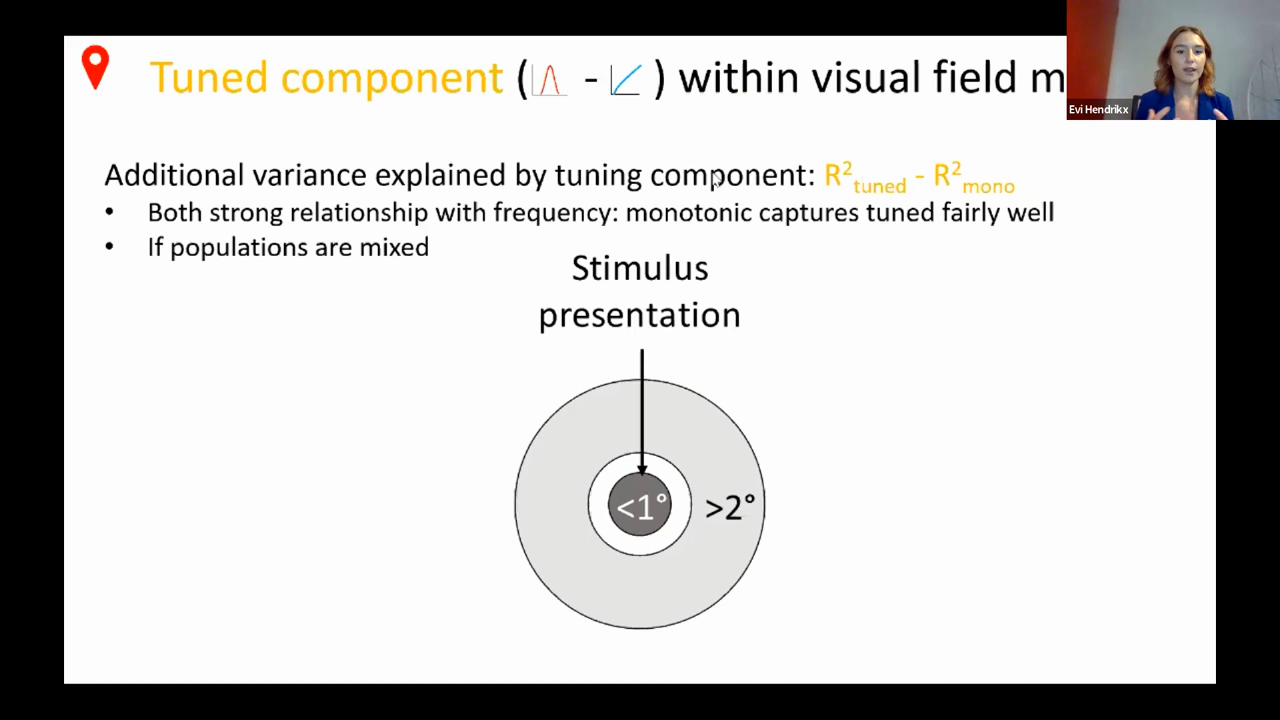 Tuned component ( - ) within visual field m
Evi Hendrikx
Additional variance explained by tuning component: R²tuned - R²mono
• Both strong relationship with frequency: monotonic captures tuned fairly well
• If populations are mixed
Stimulus
presentation
<1°
>2°